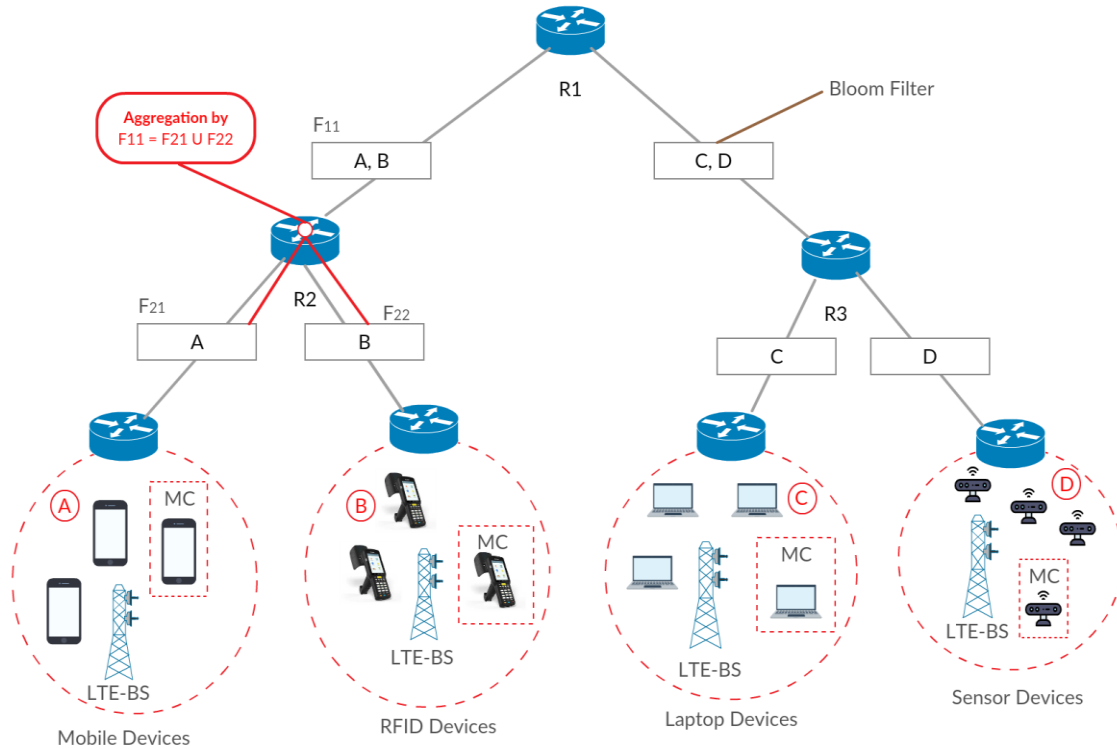 R1
Bloom Filter
Aggregation by
F11 = F21 U F22
F11
A, B
C, D
R2
R3
F21
F22
A
B
C
D
A
MC
B
MC
C
MC
D
MC
LTE-BS
LTE-BS
LTE-BS
LTE-BS
Mobile Devices
RFID Devices
Laptop Devices
Sensor Devices